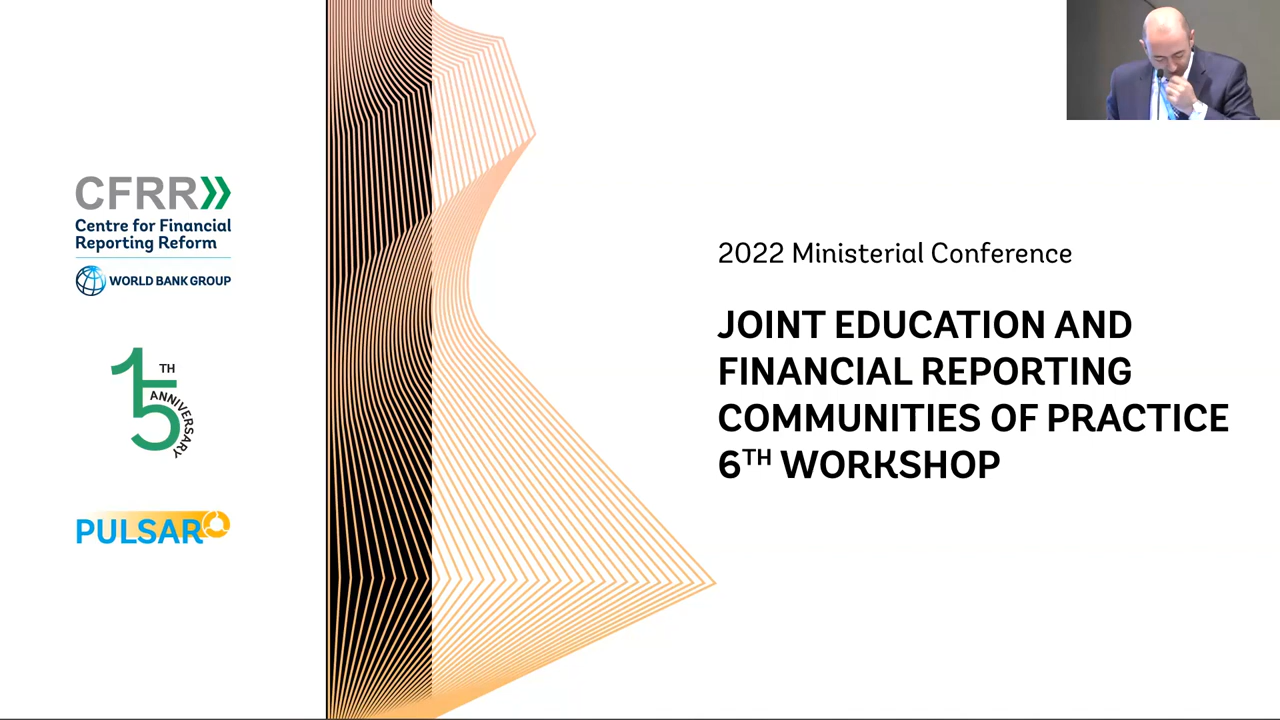 CFRR
Centre for Financial
Reporting Reform
WORLD BANK GROUP
15
TH
ANNIVERSARY
PULSAR
2022 Ministerial Conference
JOINT EDUCATION AND
FINANCIAL REPORTING
COMMUNITIES OF PRACTICE
6TH WORKSHOP